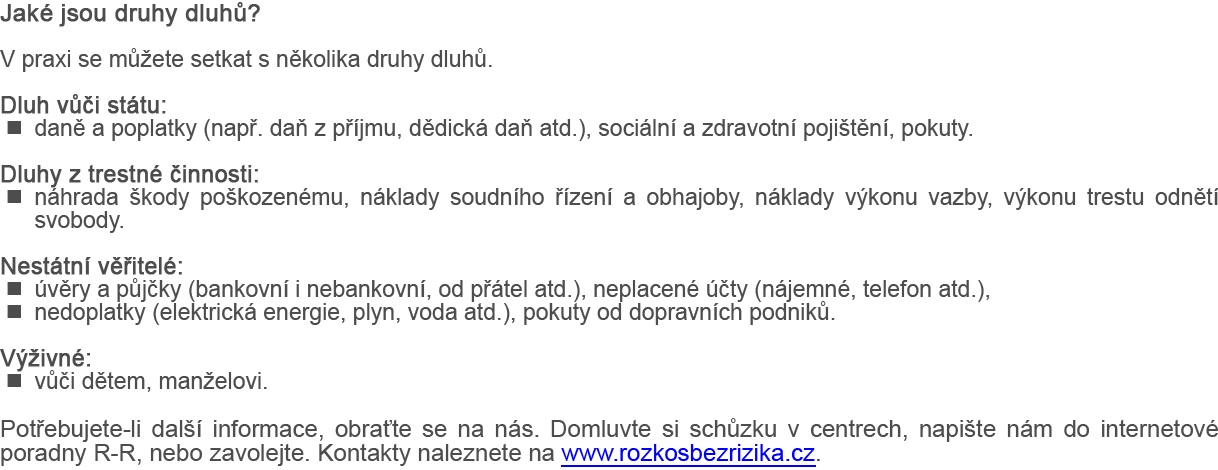 Jaké jsou druhy dluhů?
V praxi se můžete setkat s několika druhy dluhů.
Dluh vůči státu:
■ daně a poplatky (např. daň z příjmu, dědická daň atd.), sociální a zdravotní pojištění, pokuty.
Dluhy z trestné činnosti:
■ náhrada škody poškozenému, náklady soudního řízení a obhajoby, náklady výkonu vazby, výkonu trestu odnětí
svobody.
Nestátní věřitelé:
■ úvěry a půjčky (bankovní i nebankovní, od přátel atd.), neplacené účty (nájemné, telefon atd.),
■ nedoplatky (elektrická energie, plyn, voda atd.), pokuty od dopravních podniků.
Výživné:
■ vůči dětem, manželovi.
Potřebujete-li další informace, obraťte se na nás. Domluvte si schůzku v centrech, napište nám do internetové
poradny R-R, nebo zavolejte. Kontakty naleznete na www.rozkosbezrizika.cz.